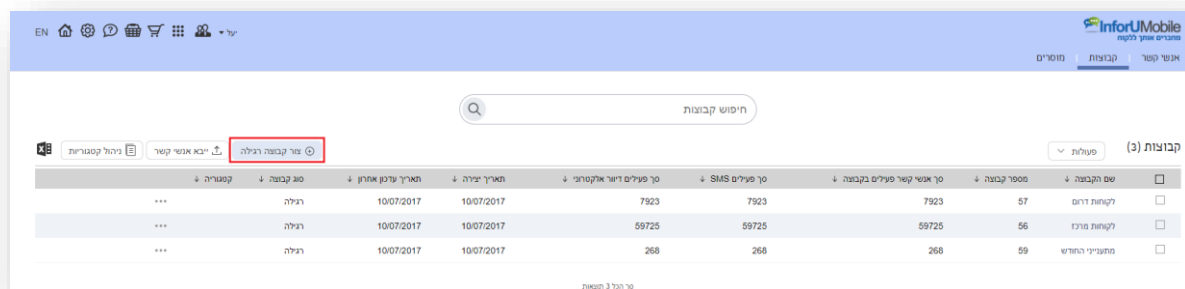 InforUMobile
מחברים אותך ללקוח
EN יעל
אנשי קשר קבוצות מוסרים
חיפוש קבוצות
קבוצות (3) פעולות צור קבוצה רגילה ייבא אנשי קשר ניהול קטגוריות
שם הקבוצה מספר קבוצה סך אנשי קשר פעילים בקבוצה סך פעילים SMS סך פעילים דיוור אלקטרוני תאריך יצירה תאריך עדכון אחרון סוג קבוצה קטגוריה
לקוחות דרום 57 7923 7923 7923 10/07/2017 10/07/2017 רגילה
לקוחות מרכז 56 59725 59725 59725 10/07/2017 10/07/2017 רגילה
מתענייני החודש 59 268 268 268 10/07/2017 10/07/2017 רגילה
סך הכל 3 תוצאות